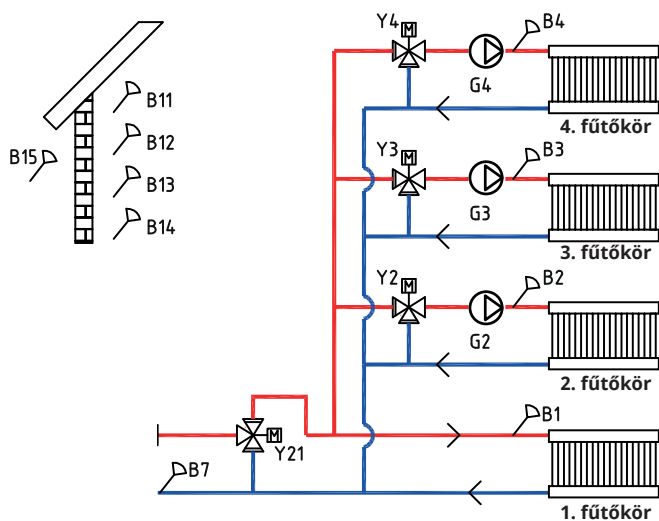 Y4
M
B4
G4
4. fűtőkör
B11
B12
B15
B13
B14
Y3
M
B3
G3
3. fűtőkör
Y2
M
B2
G2
2. fűtőkör
B1
M
Y21
B7
1. fűtőkör